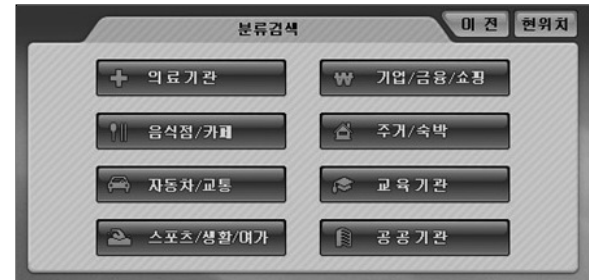 분류검색
이 전
현위치
의료기관
₩ 기업/금융/쇼핑
음식점/카페
주거/숙박
자동차/교통
교육기관
스포츠/생활/여가
공공기관